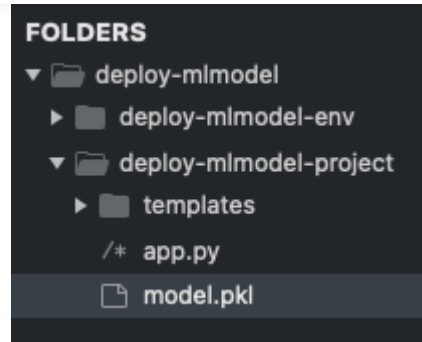 FOLDERS
deploy-mlmodel
deploy-mlmodel-env
deploy-mlmodel-project
templates
/* app.py
model.pkl